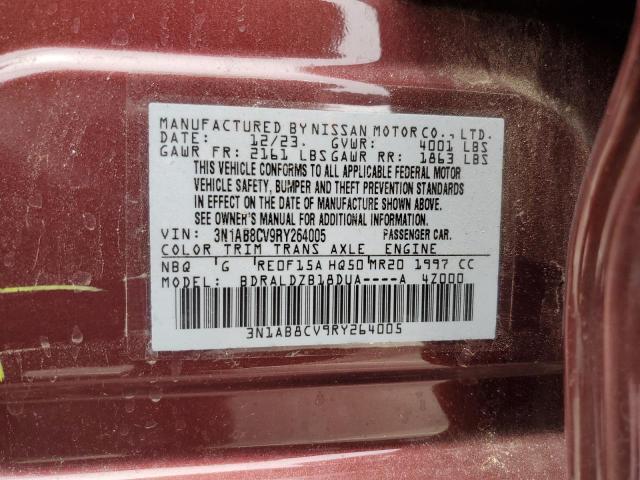 MANUFACTURED BY NISSAN MOTOR CO., LTD.
DATE: 12/23. GVWR: 4001 LBS
GAWR FR: 2161 LBS GAWR RR: 1863 LBS
THIS VEHICLE CONFORMS TO ALL APPLICABLE FEDERAL MOTOR
VEHICLE SAFETY, BUMPER AND THEFT PREVENTION STANDARDS
IN EFFECT ON THE DATE OF MANUFACTURE SHOWN ABOVE.
SEE OWNER'S MANUAL FOR ADDITIONAL INFORMATION.
VIN: 3N1AB8CV9RY264005 PASSENGER CAR.
COLOR TRIM TRANS AXLE ENGINE
NBQ G RE0F15A HQ50 MR20 1997 CC
MODEL: BDRALDZB18DUA----A 4Z000
3N1AB8CV9RY264005